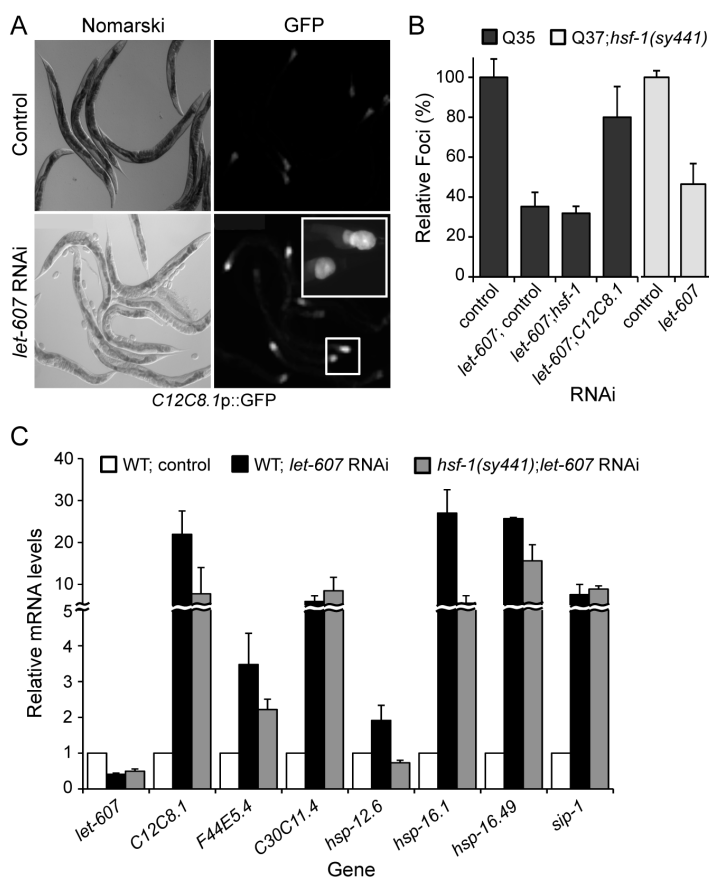 A
Nomarski
GFP
Control
let-607 RNAi
C12C8.1p::GFP
B
Q35
Q37;hsf-1(sy441)
Relative Foci (%)
120
100
80
60
40
20
0
control
let-607; control
let-607;hsf-1
let-607;C12C8.1
control
let-607
RNAi
C
WT; control
WT; let-607 RNAi
hsf-1(sy441);let-607 RNAi
Relative mRNA levels
40
30
20
10
5
4
2
3
1
0
let-607
C12C8.1
F44E5.4
C30C11.4
hsp-12.6
hsp-16.1
hsp-16.49
sip-1
Gene